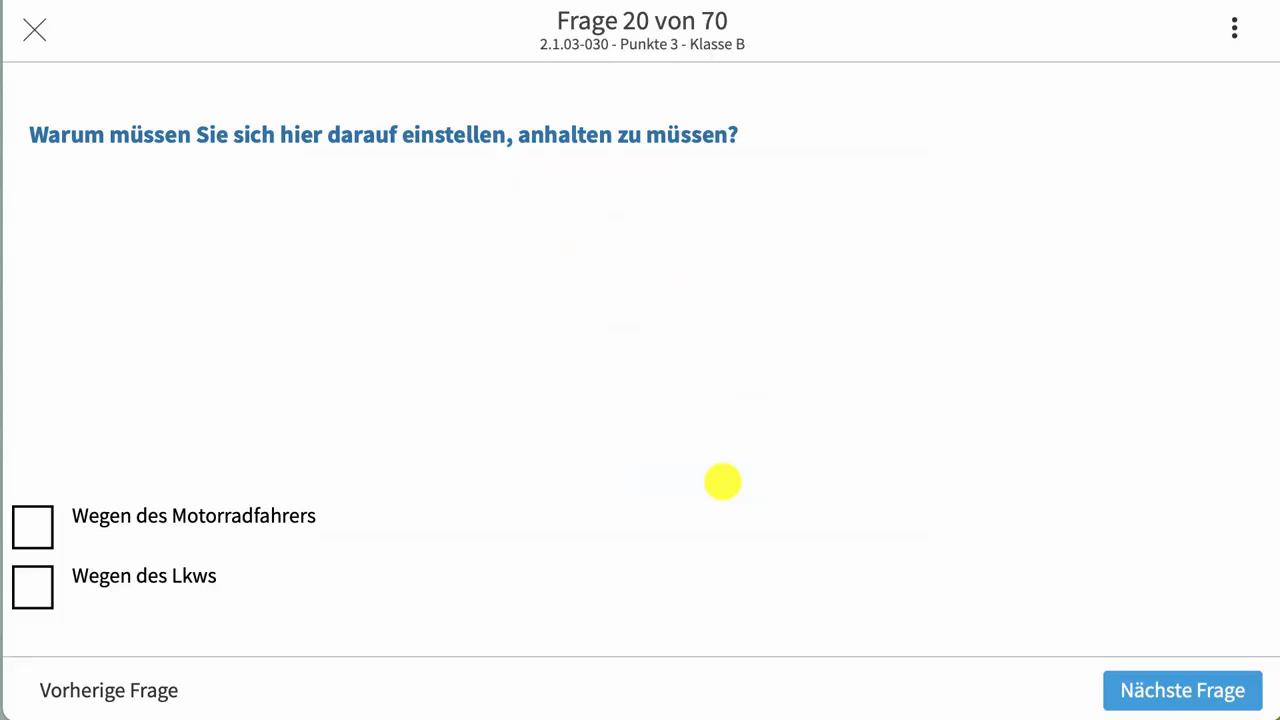 Frage 20 von 70
2.1.03-030 - Punkte 3 - Klasse B
Warum müssen Sie sich hier darauf einstellen, anhalten zu müssen?
Wegen des Motorradfahrers
Wegen des Lkws
Vorherige Frage
Nächste Frage